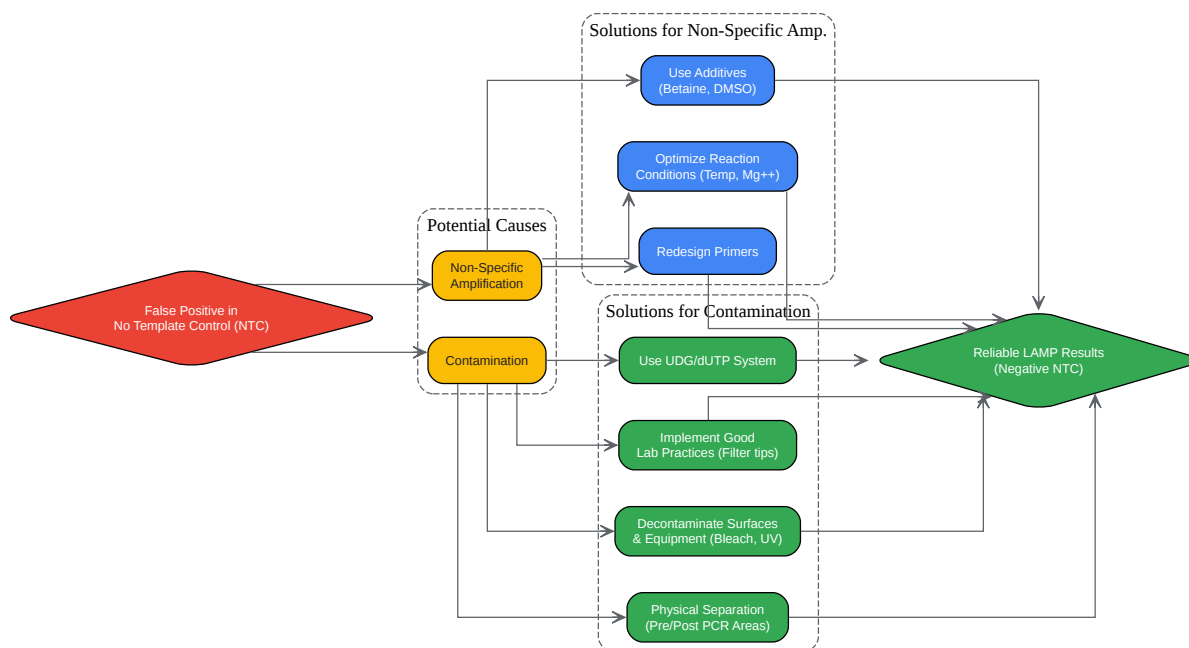 Solutions for Non-Specific Amp.
Use Additives
(Betaine, DMSO)
Optimize Reaction
Conditions (Temp, Mg++)
Redesign Primers
Potential Causes
Non-Specific
Amplification
Contamination
False Positive in
No Template Control (NTC)
Solutions for Contamination
Use UDG/dUTP System
Implement Good
Lab Practices (Filter tips)
Decontaminate Surfaces
& Equipment (Bleach, UV)
Physical Separation
(Pre/Post PCR Areas)
Reliable LAMP Results
(Negative NTC)